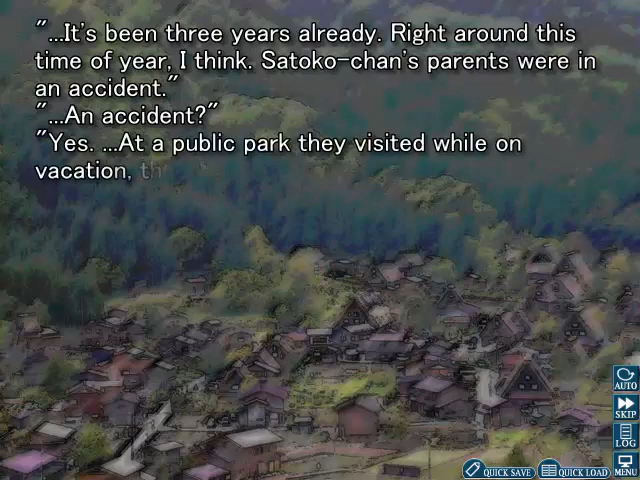 "...It's been three years already. Right around this
time of year, I think. Satoko-chan's parents were in
an accident."
"...An accident?"
"Yes. ...At a public park they visited while on
vacation, th
AUTO
SKIP
LOG
MENU
QUICK SAVE
QUICK LOAD